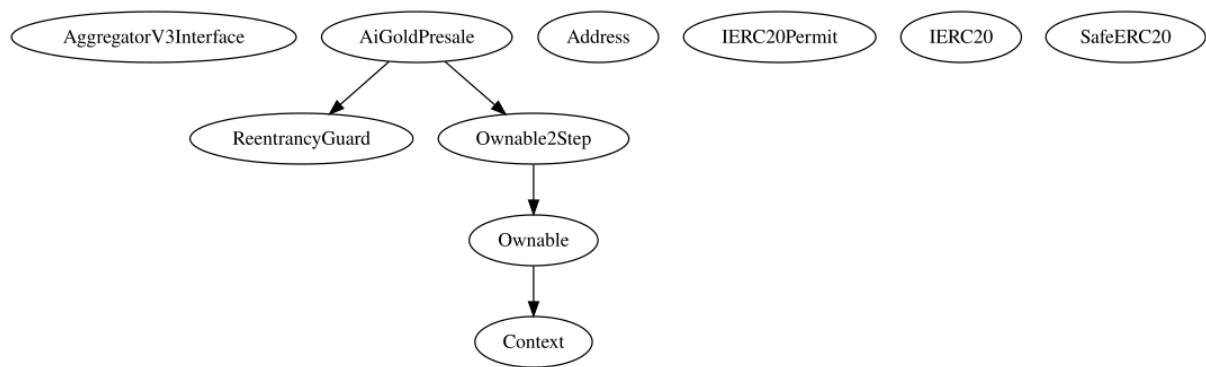 AggregatorV3Interface
AiGoldPresale
Address
IERC20Permit
IERC20
SafeERC20
ReentrancyGuard
Ownable2Step
Ownable
Context